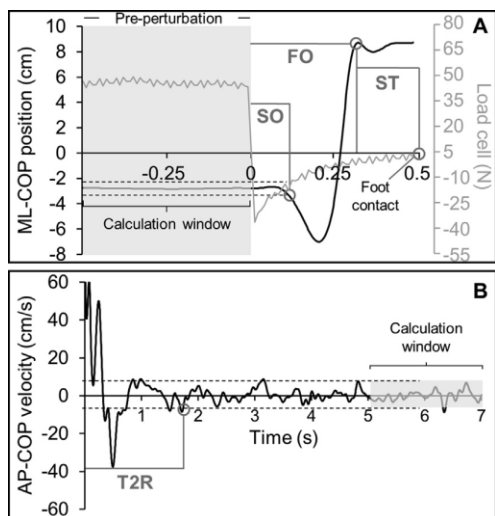 A
Pre-perturbation
ML-COP position (cm)
10
8
6
4
2
0
-2
-4
-6
-8
-0.25
0
0.25
0.5
FO
SO
ST
Foot
contact
Calculation window
Load cell (N)
80
65
50
35
20
5
-10
-25
-40
-55
B
AP-COP velocity (cm/s)
60
40
20
0
-20
-40
-60
Calculation
window
1
2
3
4
5
6
7
Time (s)
T2R